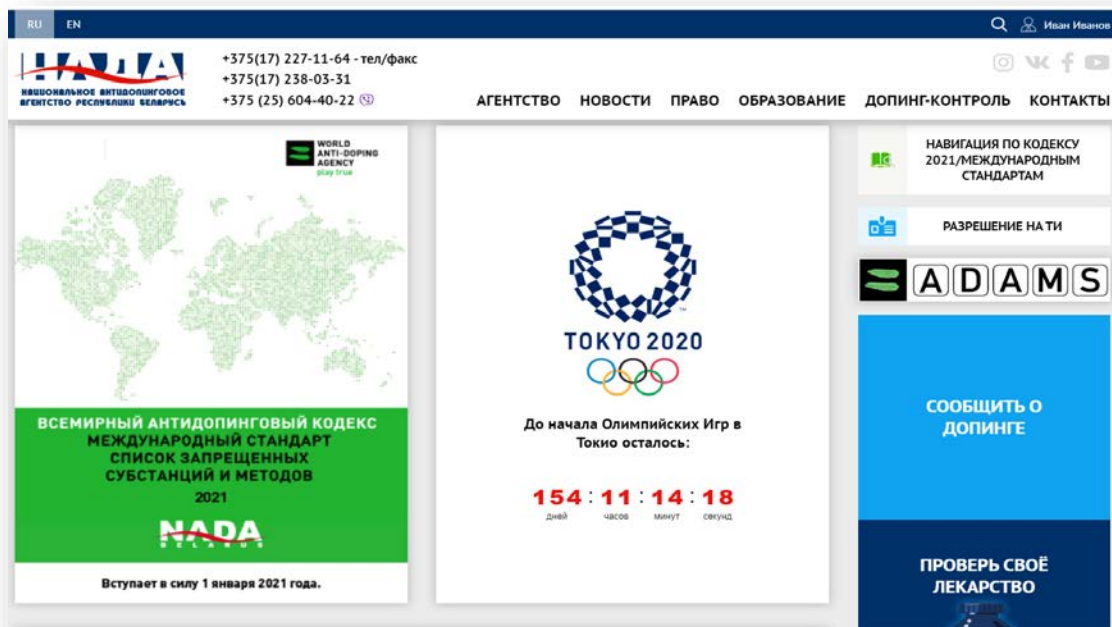 RU EN
Иван Иванов
НАДА
НАЦИОНАЛЬНОЕ АНТИДОПИНГОВОЕ
АГЕНТСТВО РЕСПУБЛИКИ БЕЛАРУСЬ
+375(17) 227-11-64 - тел/факс
+375(17) 238-03-31
+375 (25) 604-40-22
АГЕНТСТВО НОВОСТИ ПРАВО ОБРАЗОВАНИЕ ДОПИНГ-КОНТРОЛЬ КОНТАКТЫ
WORLD
ANTI-DOPING
AGENCY
play true
ВСЕМИРНЫЙ АНТИДОПИНГОВЫЙ КОДЕКС
МЕЖДУНАРОДНЫЙ СТАНДАРТ
СПИСОК ЗАПРЕЩЕННЫХ
СУБСТАНЦИЙ И МЕТОДОВ
2021
NADA
BELARUS
Вступает в силу 1 января 2021 года.
TOKYO 2020
До начала Олимпийских Игр в
Токио осталось:
154 : 11 : 14 : 18
дней часов минут секунд
НАВИГАЦИЯ ПО КОДЕКСУ
2021/МЕЖДУНАРОДНЫМ
СТАНДАРТАМ
РАЗРЕШЕНИЕ НА ТИ
ADAMS
СООБЩИТЬ О
ДОПИНГЕ
ПРОВЕРЬ СВОЁ
ЛЕКАРСТВО